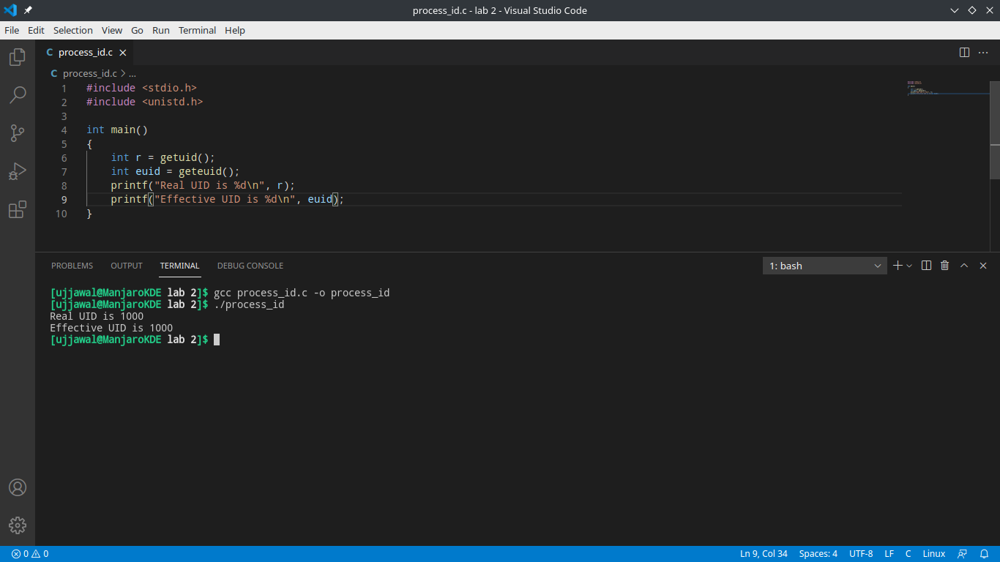 process_id.c - lab 2 - Visual Studio Code
File Edit Selection View Go Run Terminal Help
C process_id.c
C process_id.c > ...
1 #include <stdio.h>
2 #include <unistd.h>
3
4 int main()
5 {
6     int r = getuid();
7     int euid = geteuid();
8     printf("Real UID is %d\n", r);
9     printf("Effective UID is %d\n", euid);
10 }
PROBLEMS OUTPUT TERMINAL DEBUG CONSOLE 1: bash
[ujjawal@ManjaroKDE lab 2]$ gcc process_id.c -o process_id
[ujjawal@ManjaroKDE lab 2]$ ./process_id
Real UID is 1000
Effective UID is 1000
[ujjawal@ManjaroKDE lab 2]$
0 0 Ln 9, Col 34 Spaces: 4 UTF-8 LF C Linux